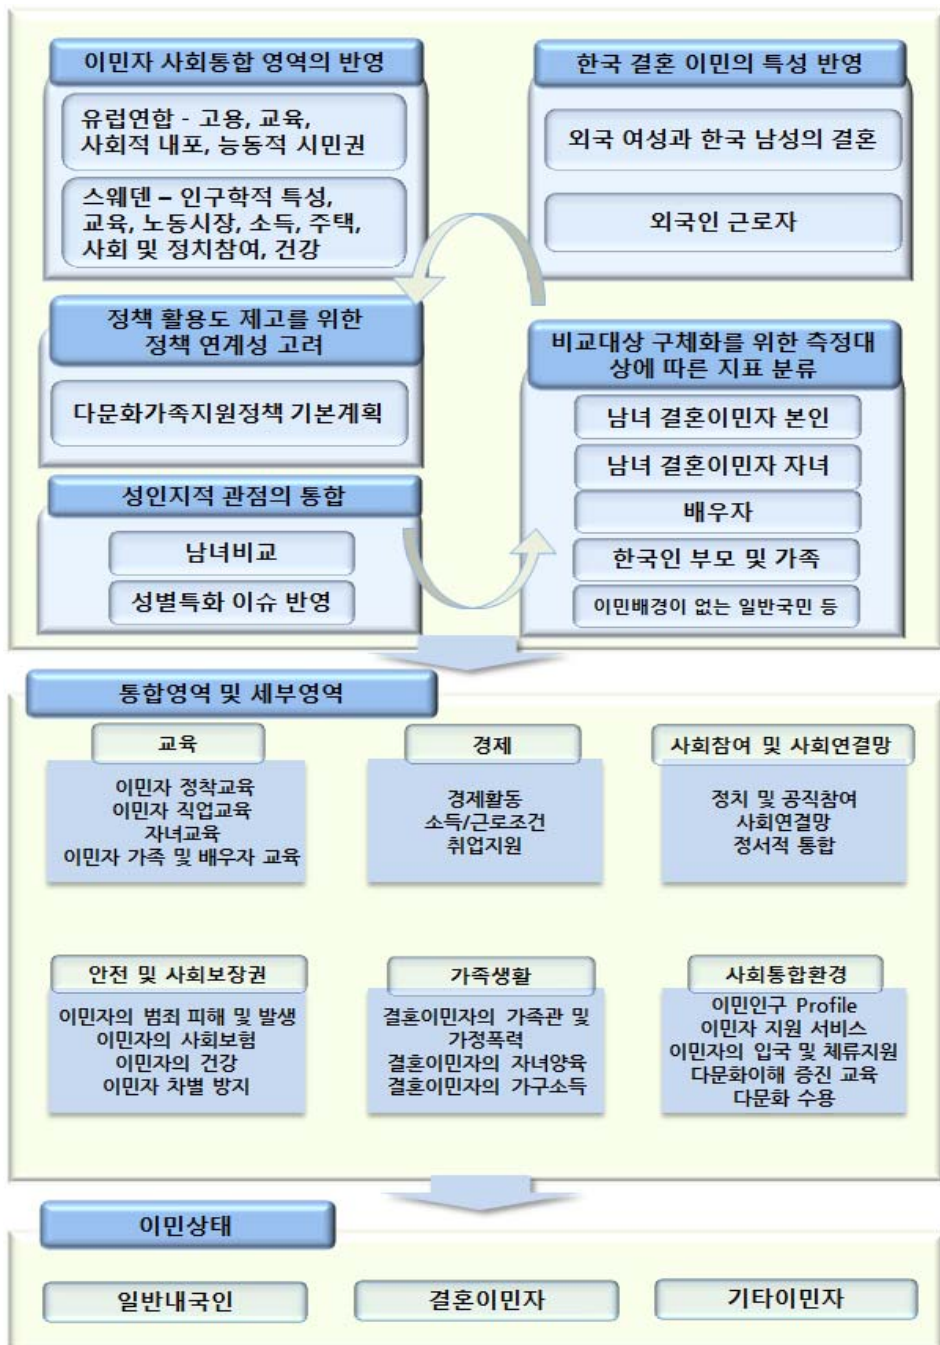 이민자 사회통합 영역의 반영
유럽연합 - 고용, 교육,
사회적 내포, 능동적 시민권
스웨덴 – 인구학적 특성,
교육, 노동시장, 소득, 주택,
사회 및 정치참여, 건강
한국 결혼 이민의 특성 반영
외국 여성과 한국 남성의 결혼
외국인 근로자
정책 활용도 제고를 위한
정책 연계성 고려
다문화가족지원정책 기본계획
성인지적 관점의 통합
남녀비교
성별특화 이슈 반영
비교대상 구체화를 위한 측정대
상에 따른 지표 분류
남녀 결혼이민자 본인
남녀 결혼이민자 자녀
배우자
한국인 부모 및 가족
이민배경이 없는 일반국민 등
통합영역 및 세부영역
교육
이민자 정착교육
이민자 직업교육
자녀교육
이민자 가족 및 배우자 교육
경제
경제활동
소득/근로조건
취업지원
사회참여 및 사회연결망
정치 및 공직참여
사회연결망
정서적 통합
안전 및 사회보장권
이민자의 범죄 피해 및 발생
이민자의 사회보험
이민자의 건강
이민자 차별 방지
가족생활
결혼이민자의 가족관 및
가정폭력
결혼이민자의 자녀양육
결혼이민자의 가구소득
사회통합환경
이민인구 Profile
이민자 지원 서비스
이민자의 입국 및 체류지원
다문화이해 증진 교육
다문화 수용
이민상태
일반내국인
결혼이민자
기타이민자